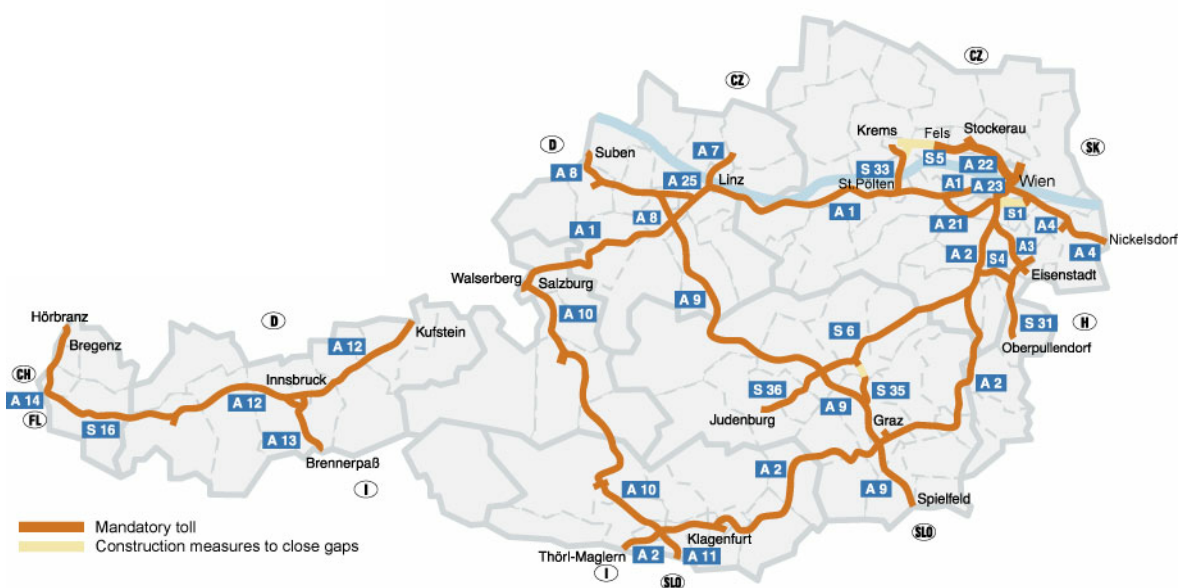 CZ
CZ
Krems
Fels
Stockerau
D
Suben
A 7
SK
A 8
S 33
S 5
A 22
A 25
Linz
St.Pölten
A1
A 23
Wien
A 8
A 1
A 1
A 21
S1
A4
Nickelsdorf
A 2
S4
A3
A 4
Eisenstadt
Walserberg
Salzburg
A 9
A 10
S 31
H
Hörbranz
D
Kufstein
S 6
Bregenz
A 12
Oberpullendorf
CH
Innsbruck
A 14
A 12
S 36
S 35
A 2
FL
S 16
Judenburg
A 9
Graz
A 13
Brennerpaß
A 2
I
A 10
A 9
Spielfeld
Mandatory toll
Klagenfurt
SLO
Construction measures to close gaps
Thörl-Maglern
A 2
A 11
I
SLO